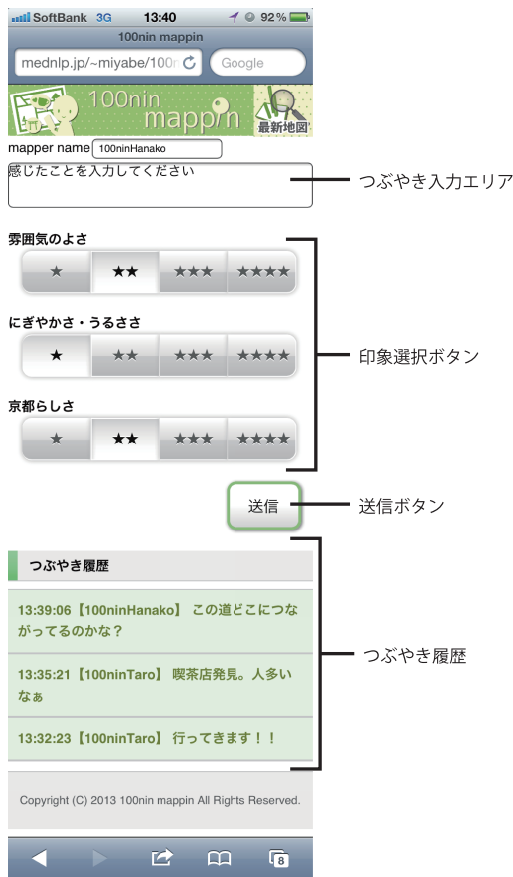 SoftBank 3G 13:40 92%
100nin mappin
mednlp.jp/~miyabe/100n Google
100nin
mappin
最新地図
mapper name 100ninHanako
感じたことを入力してください
つぶやき入力エリア
雰囲気のよさ
★ ★★ ★★★ ★★★★
にぎやかさ・うるささ
★ ★★ ★★★ ★★★★
印象選択ボタン
京都らしさ
★ ★★ ★★★ ★★★★
送信
送信ボタン
つぶやき履歴
13:39:06【100ninHanako】 この道どこにつな
がってるのかな？
つぶやき履歴
13:35:21【100ninTaro】 喫茶店発見。人多い
なぁ
13:32:23【100ninTaro】 行ってきます！！
Copyright (C) 2013 100nin mappin All Rights Reserved.
8